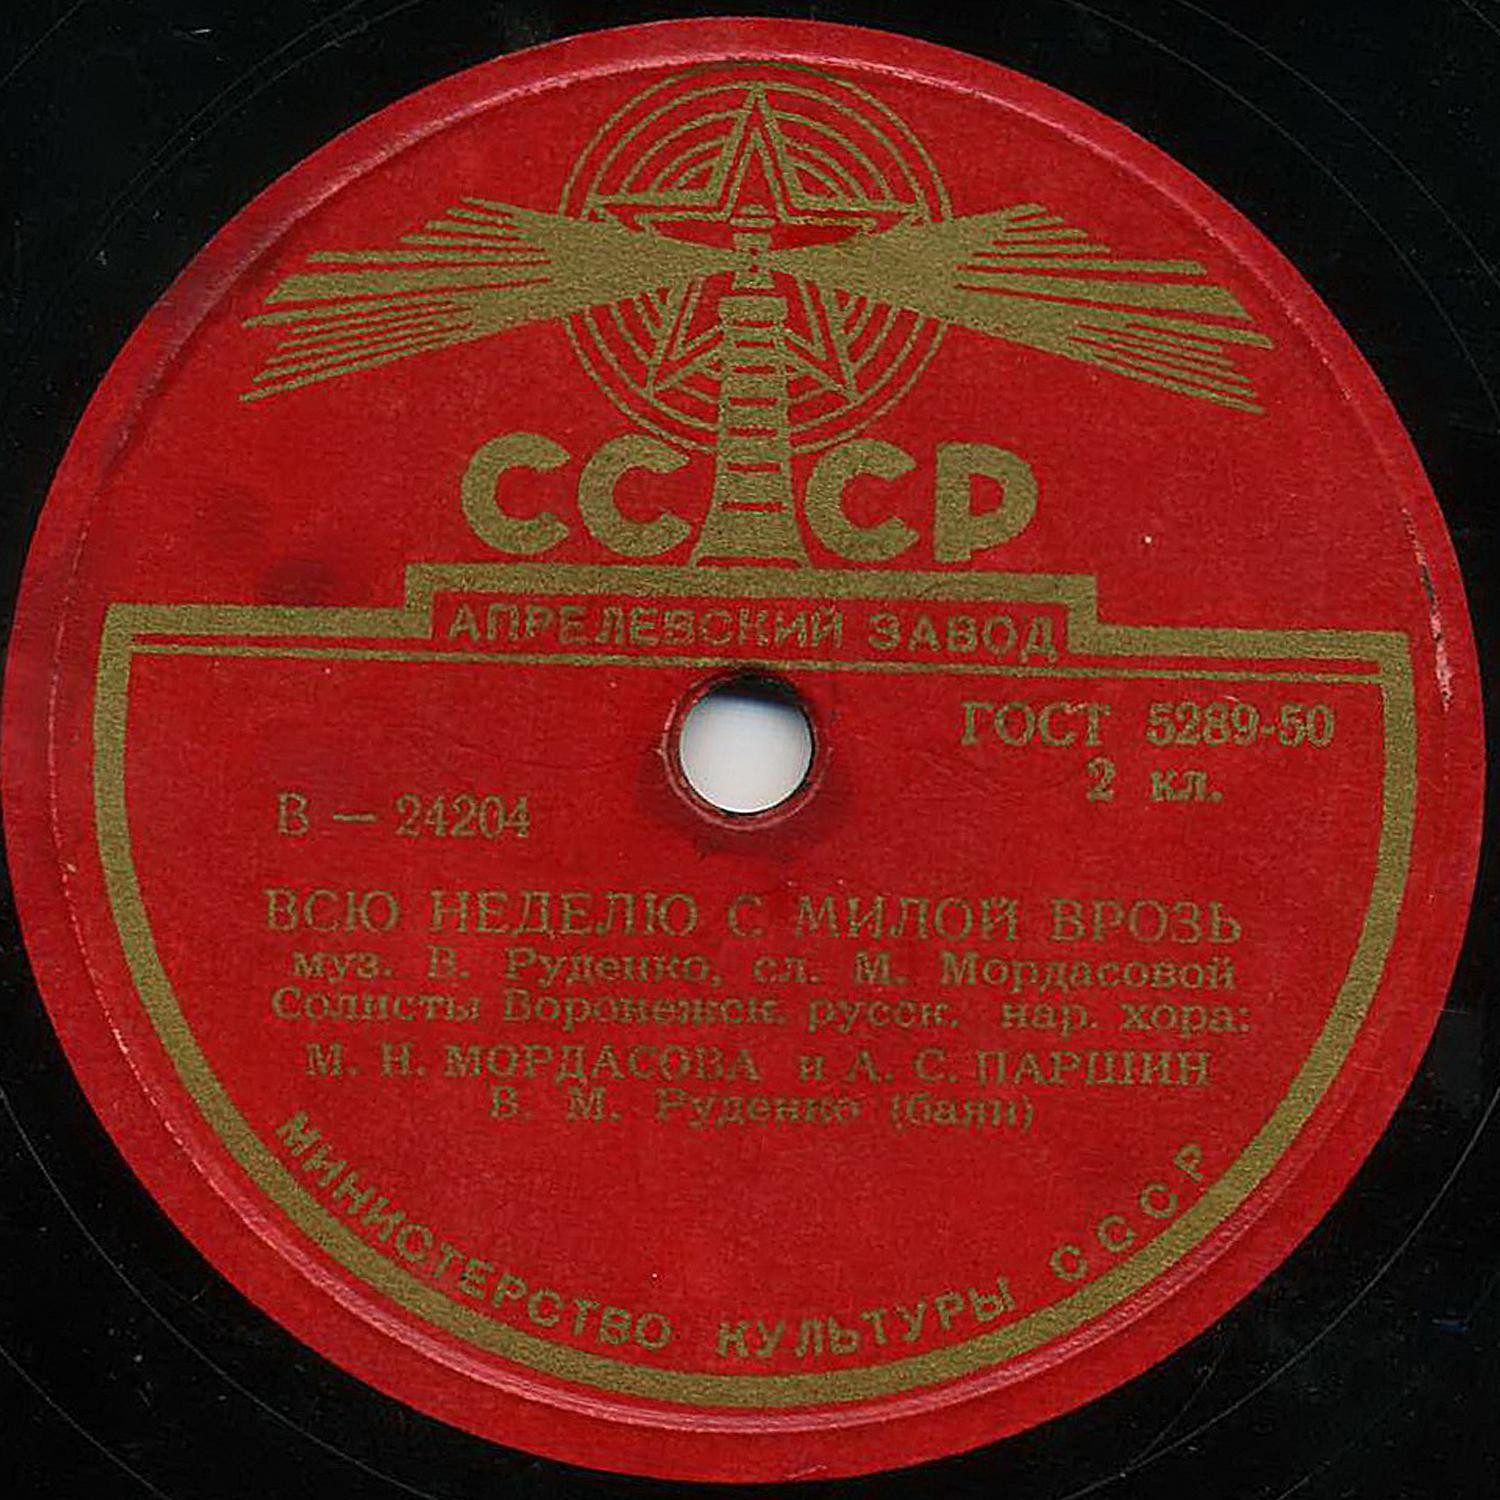 СССР
АПРЕЛЕВСКИЙ ЗАВОД
ГОСТ 5289-50
2 кл.
В — 24204
ВСЮ НЕДЕЛЮ С МИЛОЙ ВРОЗЬ
муз. В. Руденко, сл. М. Мордасовой
Солисты Воронежск. русск. нар. хора:
М. Н. МОРДАСОВА и А. С. ПАРШИН
В. М. Руденко (баян)
МИНИСТЕРСТВО КУЛЬТУРЫ СССР